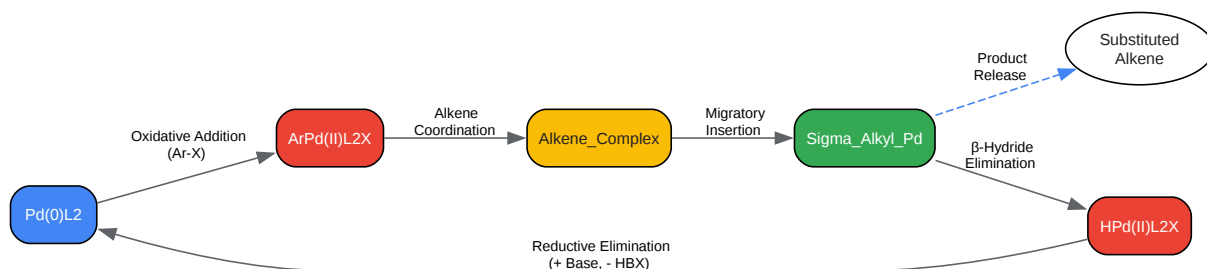 Substituted
Alkene
Product
Release
Oxidative Addition
(Ar-X)
ArPd(II)L2X
Alkene
Coordination
Alkene_Complex
Migratory
Insertion
Sigma_Alkyl_Pd
β-Hydride
Elimination
Pd(0)L2
HPd(II)L2X
Reductive Elimination
(+ Base, - HBX)